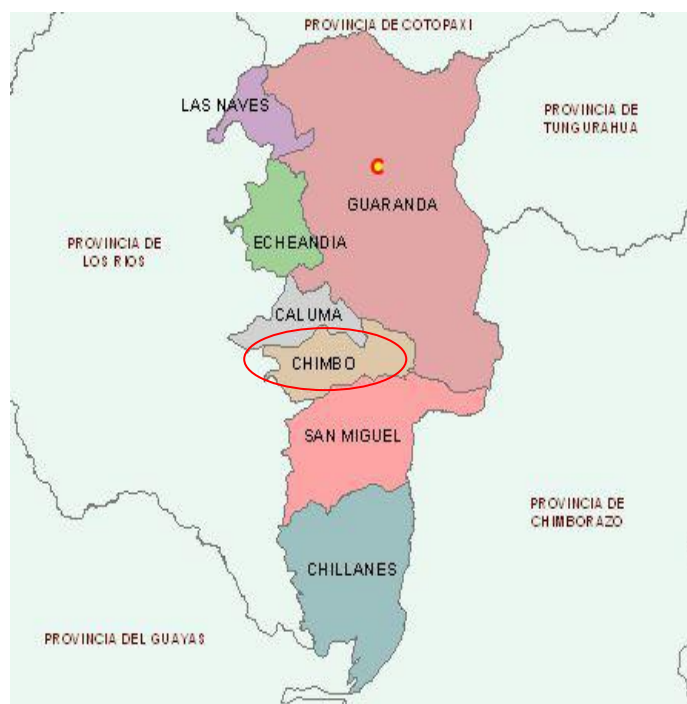 PROVINCIA DE COTOPAXI
LAS NAVES
PROVINCIA DE
TUNGURAHUA
C
GUARANDA
PROVINCIA DE
LOS RIOS
ECHEANDIA
CALUMA
CHIMBO
SAN MIGUEL
PROVINCIA DE
CHIMBORAZO
CHILLANES
PROVINCIA DEL GUAYAS